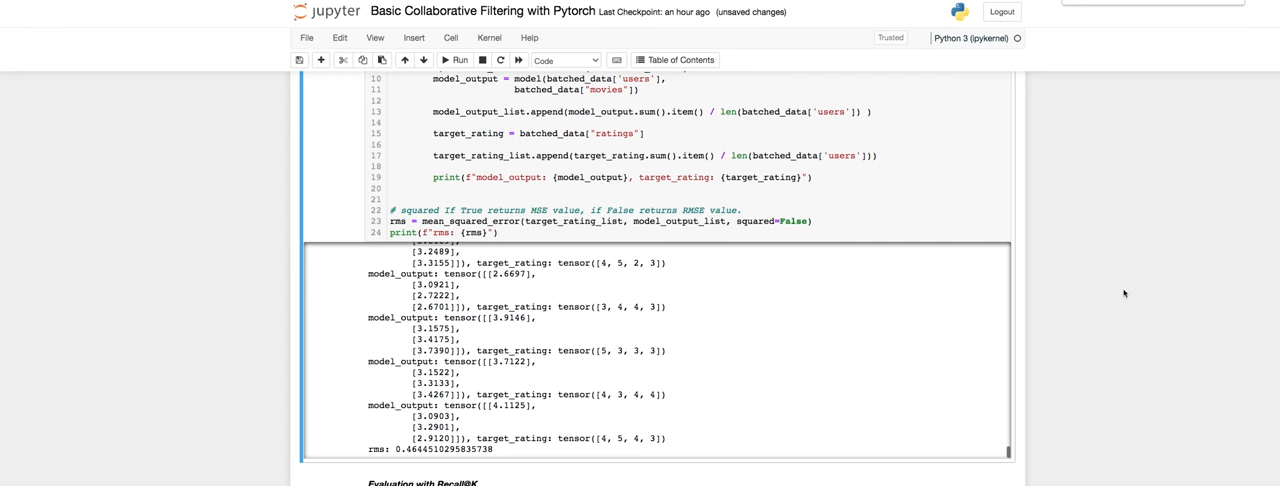 jupyter Basic Collaborative Filtering with Pytorch Last Checkpoint: an hour ago (unsaved changes) Logout
File Edit View Insert Cell Kernel Help Trusted Python 3 (ipykernel)
Run Code Table of Contents
10 model_output = model(batched_data['users'],
11 batched_data["movies"])
12
13 model_output_list.append(model_output.sum().item() / len(batched_data['users']) )
14
15 target_rating = batched_data["ratings"]
16
17 target_rating_list.append(target_rating.sum().item() / len(batched_data['users']))
18
19 print(f"model_output: {model_output}, target_rating: {target_rating}")
20
21
22 # squared If True returns MSE value, if False returns RMSE value.
23 rms = mean_squared_error(target_rating_list, model_output_list, squared=False)
24 print(f"rms: {rms}")
[3.2489],
[3.3155]]), target_rating: tensor([4, 5, 2, 3])
model_output: tensor([[2.6697],
[3.0921],
[2.7222],
[2.6701]]), target_rating: tensor([3, 4, 4, 3])
model_output: tensor([[3.9146],
[3.1575],
[3.4175],
[3.7390]]), target_rating: tensor([5, 3, 3, 3])
model_output: tensor([[3.7122],
[3.1522],
[3.3133],
[3.4267]]), target_rating: tensor([4, 3, 4, 4])
model_output: tensor([[4.1125],
[3.0903],
[3.2901],
[2.9120]]), target_rating: tensor([4, 5, 4, 3])
rms: 0.4644510295835738
Evaluation with Recall@K